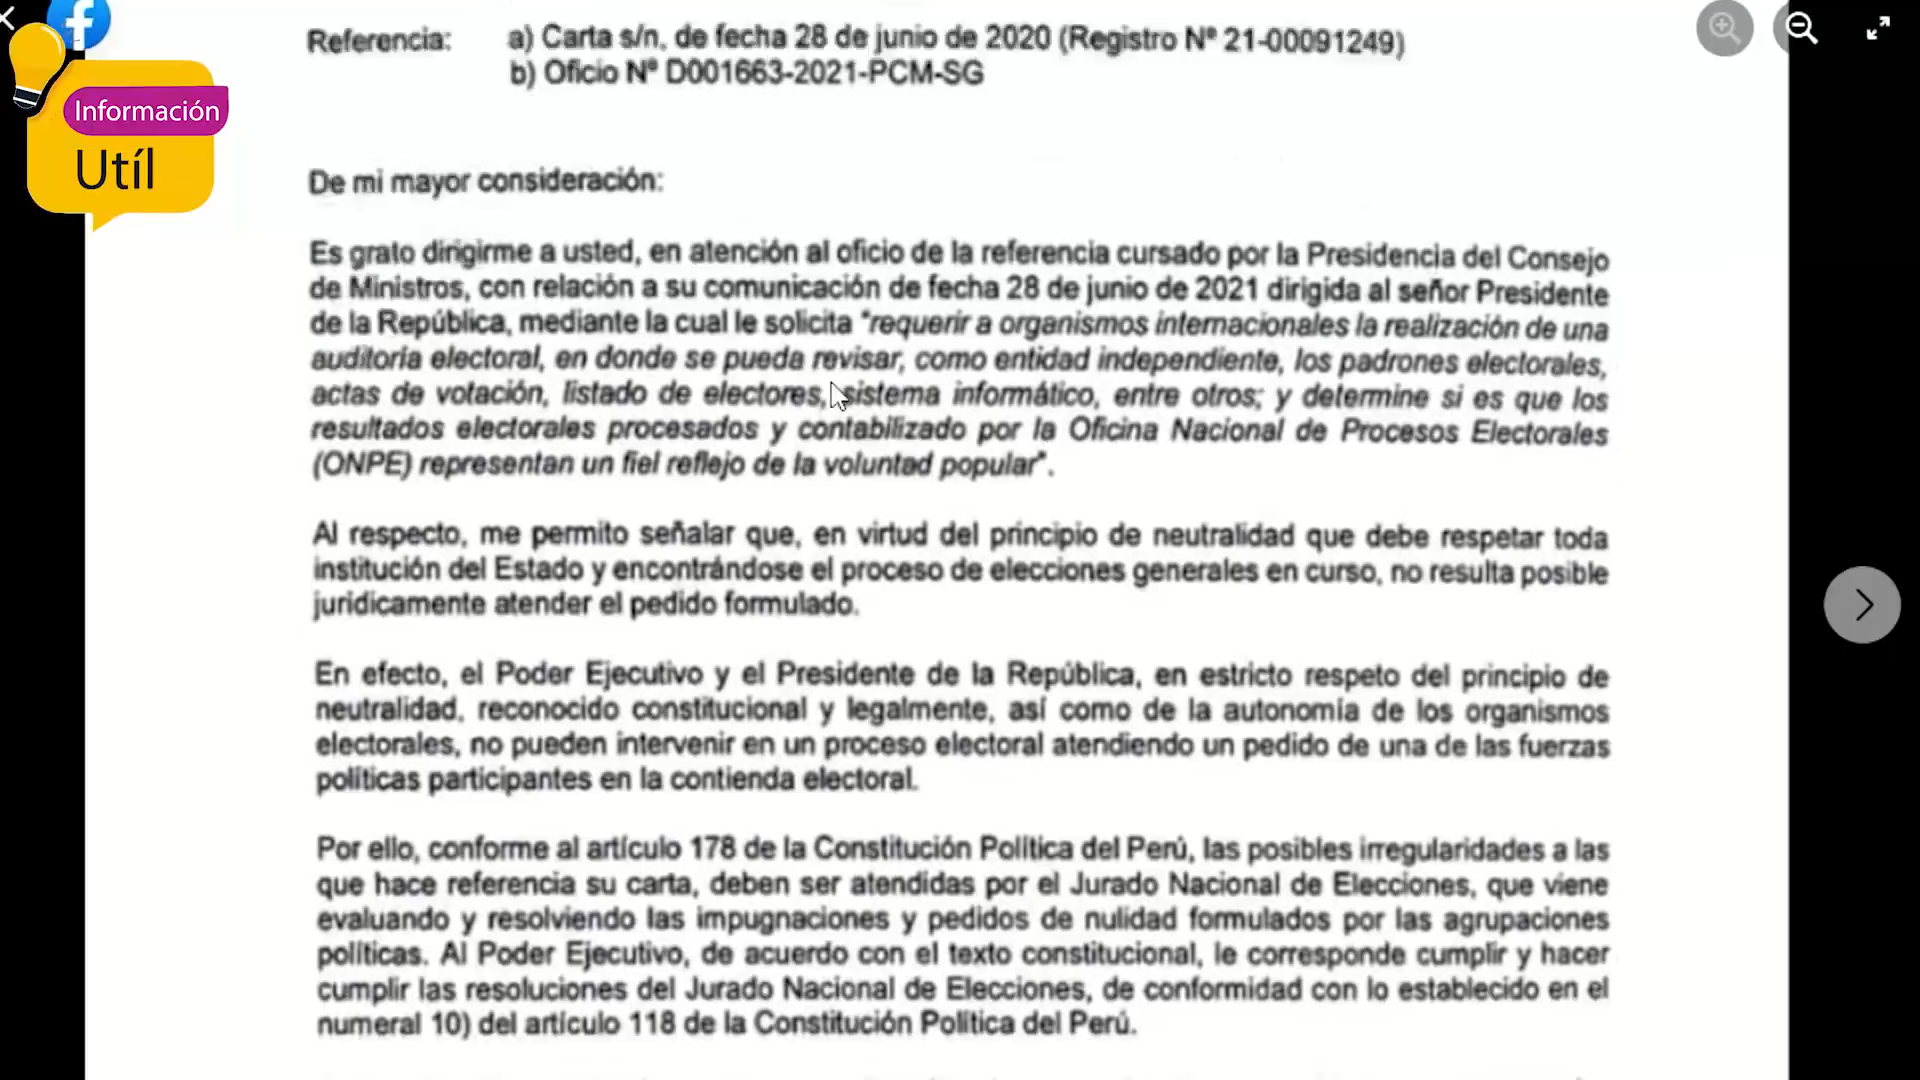 Referencia: a) Carta s/n, de fecha 28 de junio de 2020 (Registro Nº 21-00091249)
b) Oficio Nº D001663-2021-PCM-SG
Información
Utíl
De mi mayor consideración:
Es grato dirigirme a usted, en atención al oficio de la referencia cursado por la Presidencia del Consejo
de Ministros, con relación a su comunicación de fecha 28 de junio de 2021 dirigida al señor Presidente
de la República, mediante la cual le solicita "requerir a organismos internacionales la realización de una
auditoría electoral, en donde se pueda revisar, como entidad independiente, los padrones electorales,
actas de votación, listado de electores, sistema informático, entre otros; y determine si es que los
resultados electorales procesados y contabilizado por la Oficina Nacional de Procesos Electorales
(ONPE) representan un fiel reflejo de la voluntad popular".
Al respecto, me permito señalar que, en virtud del principio de neutralidad que debe respetar toda
institución del Estado y encontrándose el proceso de elecciones generales en curso, no resulta posible
jurídicamente atender el pedido formulado.
En efecto, el Poder Ejecutivo y el Presidente de la República, en estricto respeto del principio de
neutralidad, reconocido constitucional y legalmente, así como de la autonomía de los organismos
electorales, no pueden intervenir en un proceso electoral atendiendo un pedido de una de las fuerzas
políticas participantes en la contienda electoral.
Por ello, conforme al artículo 178 de la Constitución Política del Perú, las posibles irregularidades a las
que hace referencia su carta, deben ser atendidas por el Jurado Nacional de Elecciones, que viene
evaluando y resolviendo las impugnaciones y pedidos de nulidad formulados por las agrupaciones
políticas. Al Poder Ejecutivo, de acuerdo con el texto constitucional, le corresponde cumplir y hacer
cumplir las resoluciones del Jurado Nacional de Elecciones, de conformidad con lo establecido en el
numeral 10) del artículo 118 de la Constitución Política del Perú.